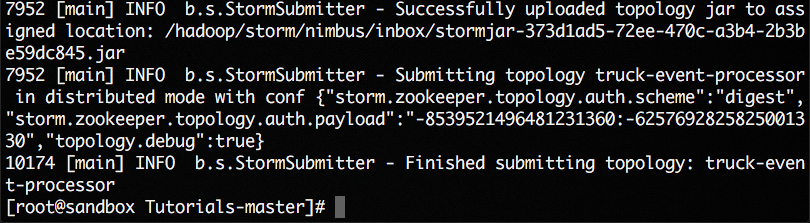 7952 [main] INFO  b.s.StormSubmitter - Successfully uploaded topology jar to ass
igned location: /hadoop/storm/nimbus/inbox/stormjar-373d1ad5-72ee-470c-a3b4-2b3b
e59dc845.jar
7952 [main] INFO  b.s.StormSubmitter - Submitting topology truck-event-processor
 in distributed mode with conf {"storm.zookeeper.topology.auth.scheme":"digest",
"storm.zookeeper.topology.auth.payload":"-8539521496481231360:-62576928258250013
30","topology.debug":true}
10174 [main] INFO  b.s.StormSubmitter - Finished submitting topology: truck-even
t-processor
[root@sandbox Tutorials-master]#